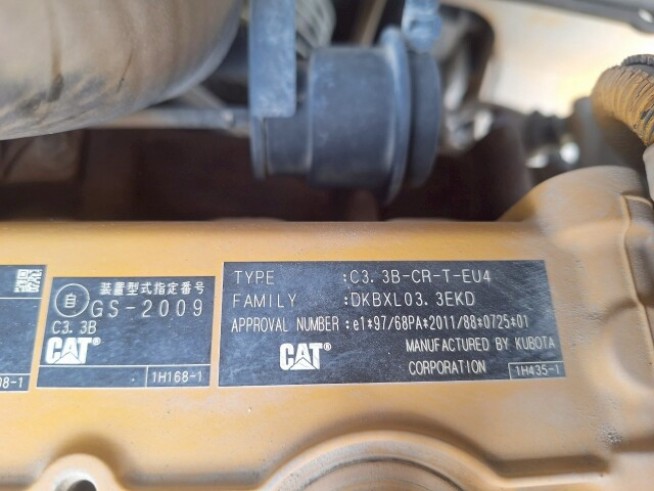 08-1
装置型式指定番号
自 GS-2009
C3.3B
CAT
1H168-1
TYPE :C3.3B-CR-T-EU4
FAMILY :DKBXL03.3EKD
APPROVAL NUMBER :e1*97/68PA*2011/88*0725*01
CAT MANUFACTURED BY KUBOTA
CORPORATION 1H435-1